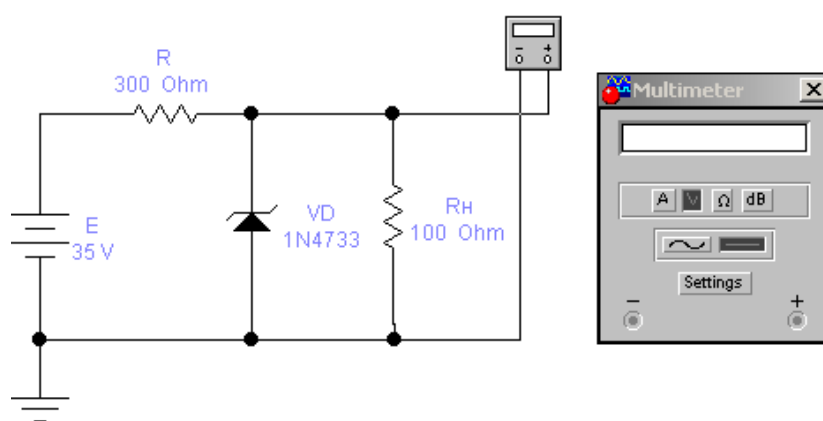 R
300 Ohm
E
35 V
VD
1N4733
Rн
100 Ohm
- +
Multimeter
A V Ω dB
Settings
- +